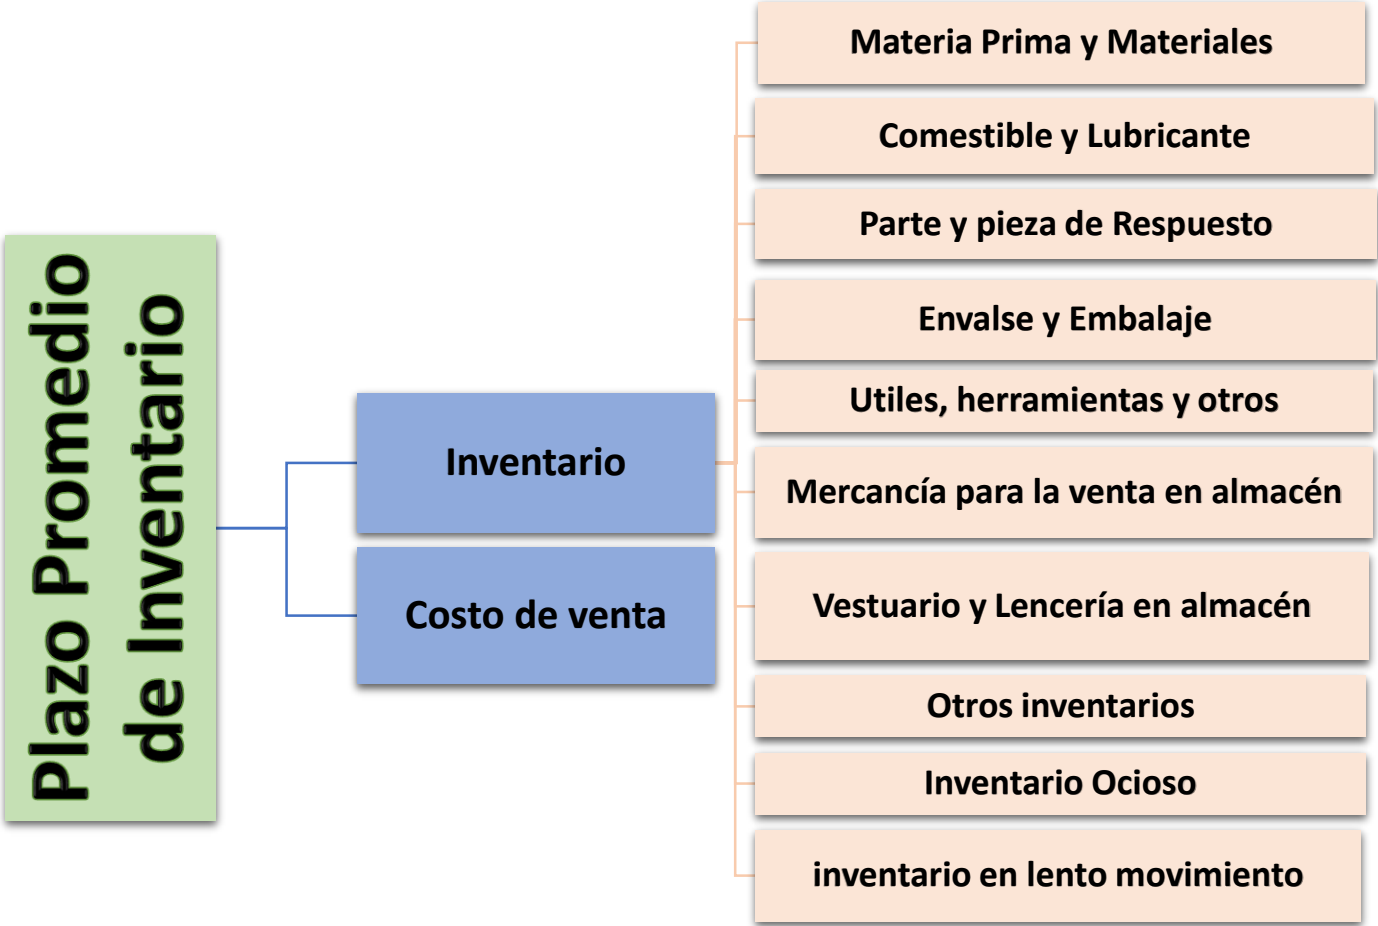 Plazo Promedio
de Inventario
Inventario
Costo de venta
Materia Prima y Materiales
Comestible y Lubricante
Parte y pieza de Respuesto
Envalse y Embalaje
Utiles, herramientas y otros
Mercancía para la venta en almacén
Vestuario y Lencería en almacén
Otros inventarios
Inventario Ocioso
inventario en lento movimiento